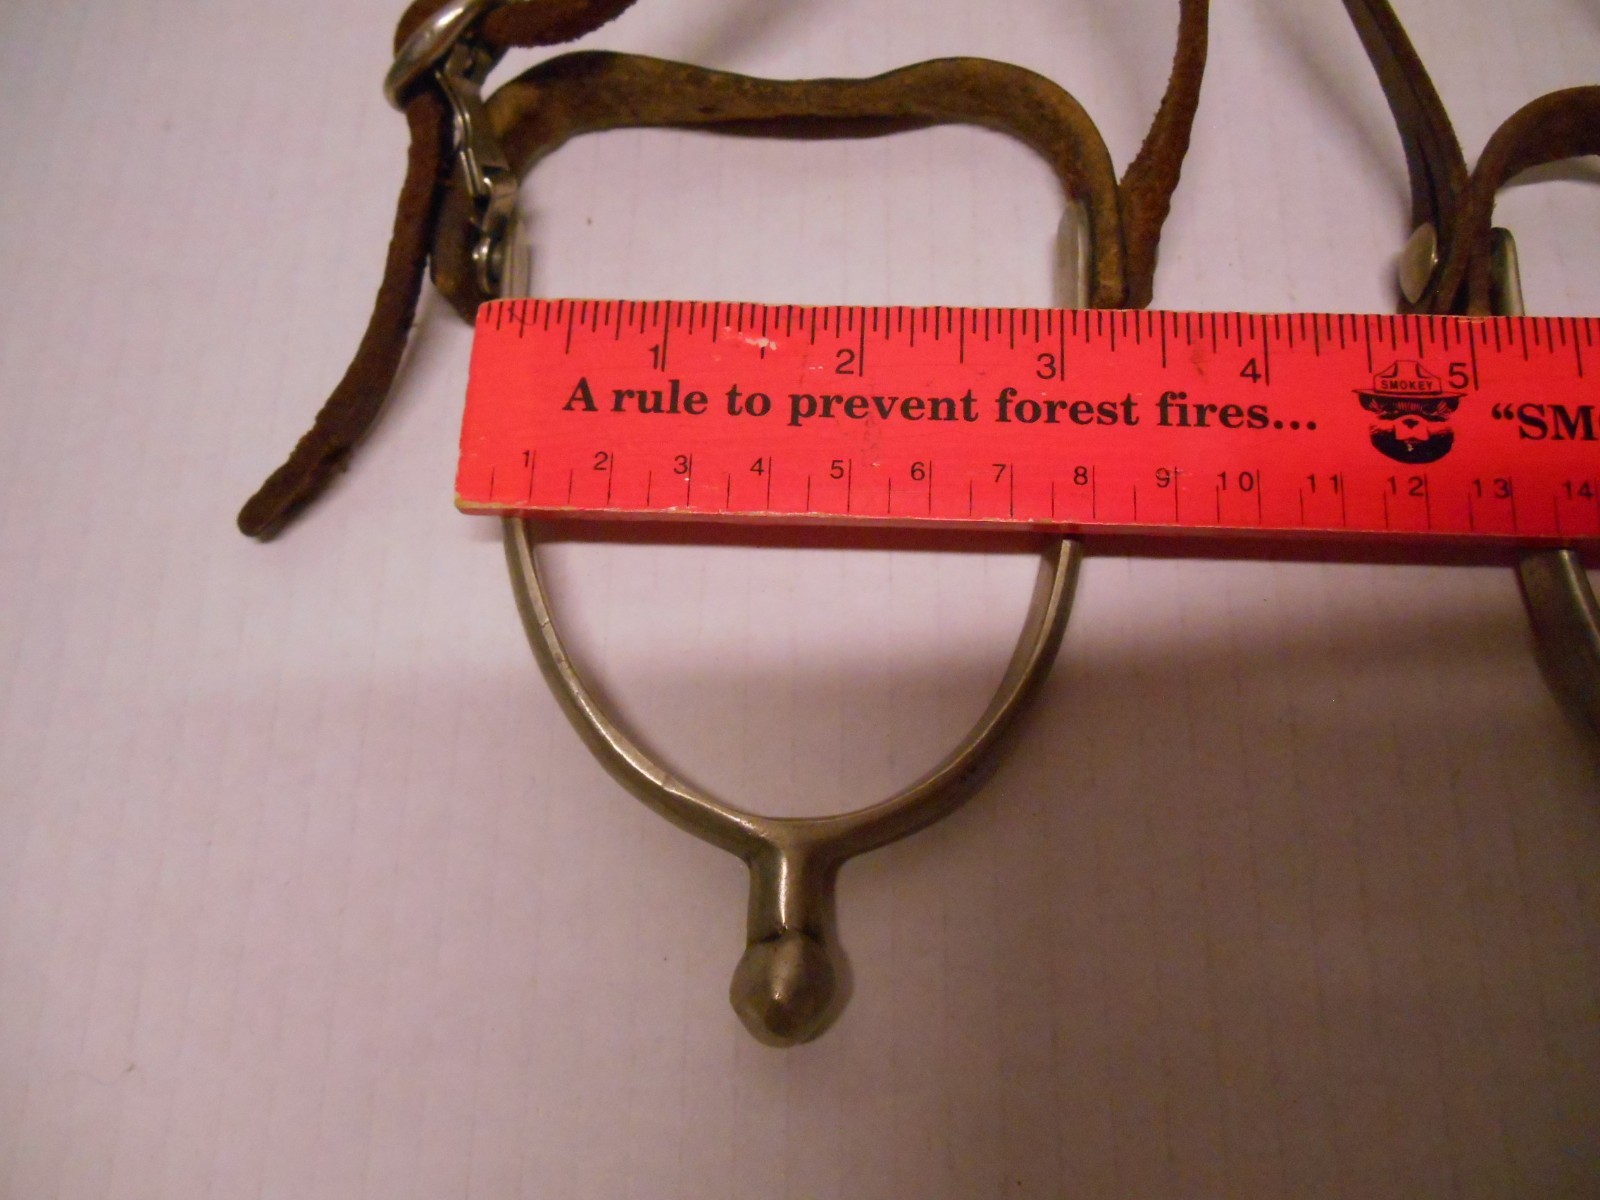 1 2 3 4 5
SMOKEY
A rule to prevent forest fires... “SM
1 2 3 4 5 6 7 8 9 10 11 12 13 14